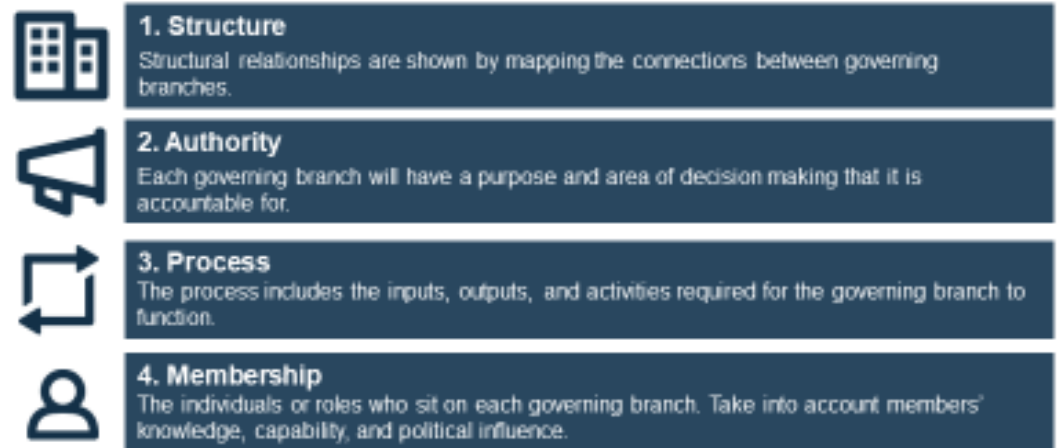 1. Structure
Structural relationships are shown by mapping the connections between governing
branches.
2. Authority
Each governing branch will have a purpose and area of decision making that it is
accountable for.
3. Process
The process includes the inputs, outputs, and activities required for the governing branch to
function.
4. Membership
The individuals or roles who sit on each governing branch. Take into account members'
knowledge, capability, and political influence.